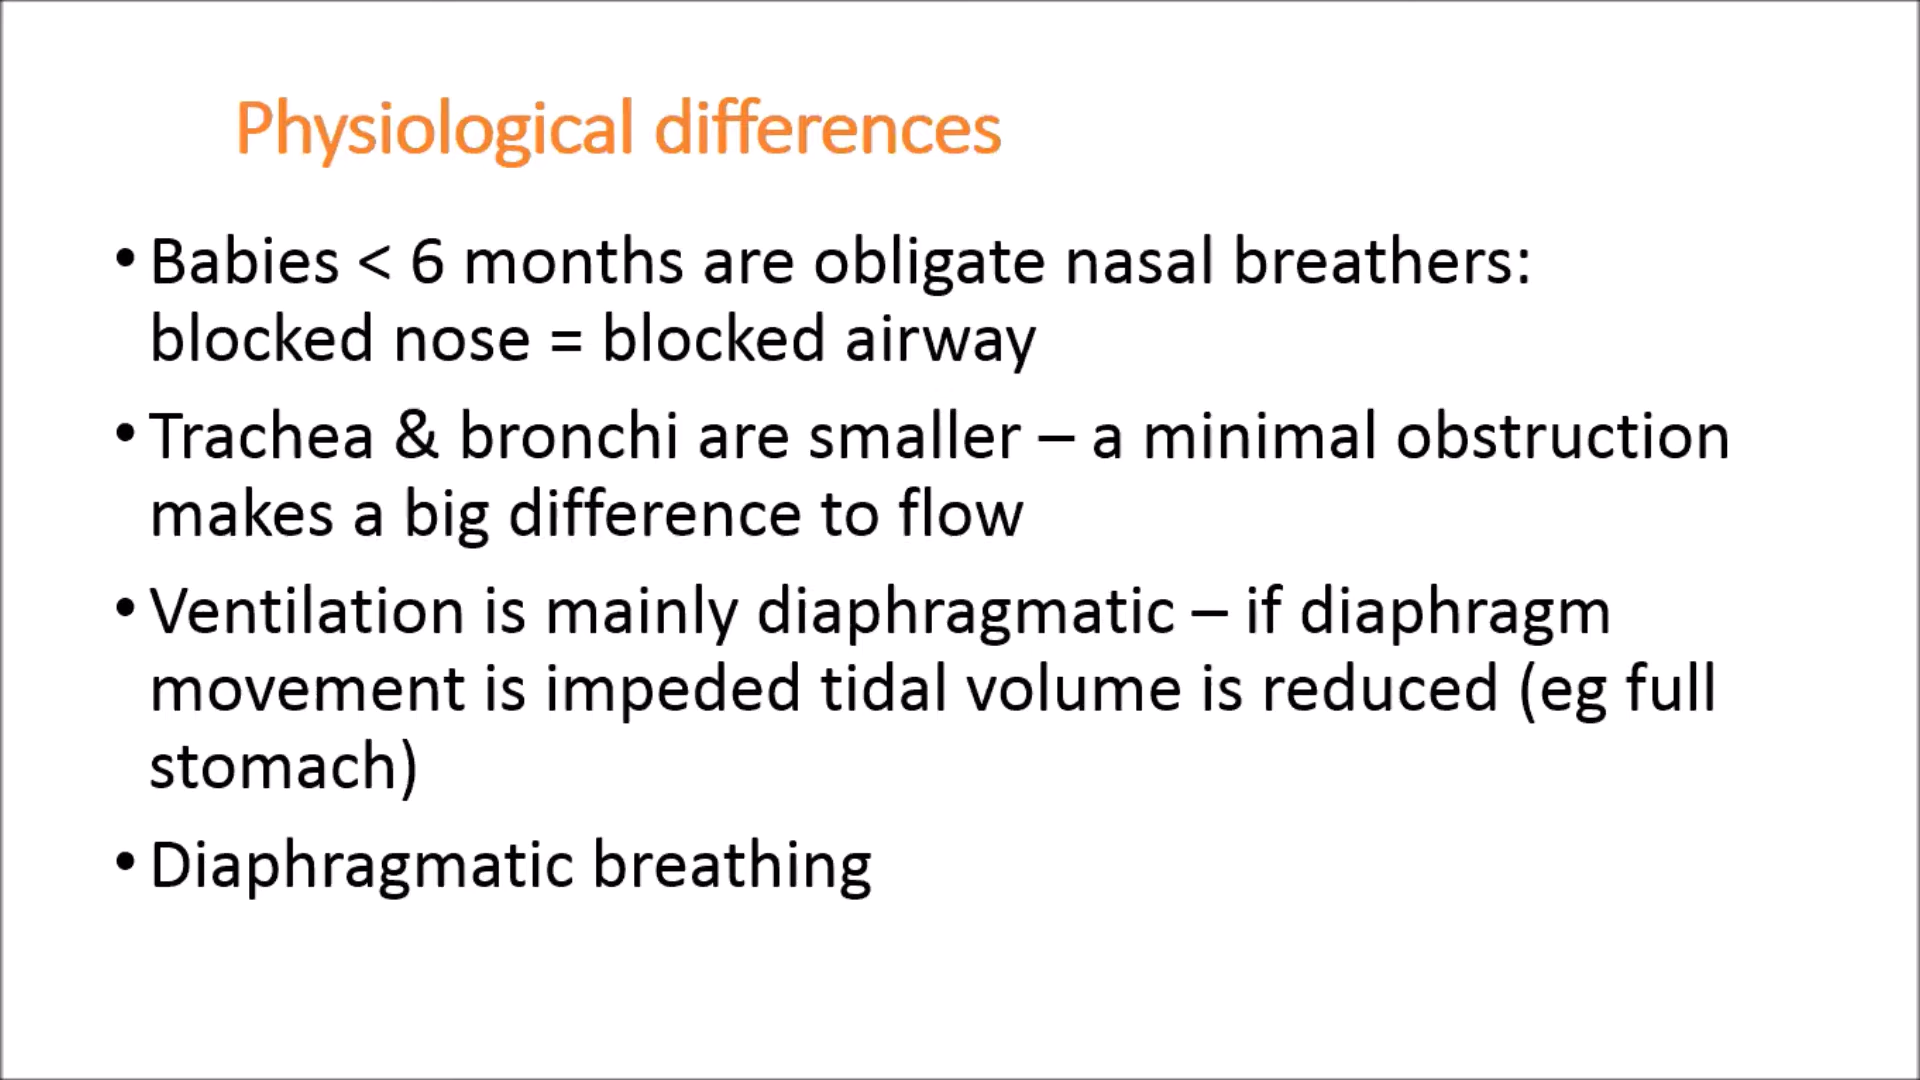 Physiological differences
• Babies < 6 months are obligate nasal breathers:
blocked nose = blocked airway
• Trachea & bronchi are smaller – a minimal obstruction
makes a big difference to flow
• Ventilation is mainly diaphragmatic – if diaphragm
movement is impeded tidal volume is reduced (eg full
stomach)
• Diaphragmatic breathing